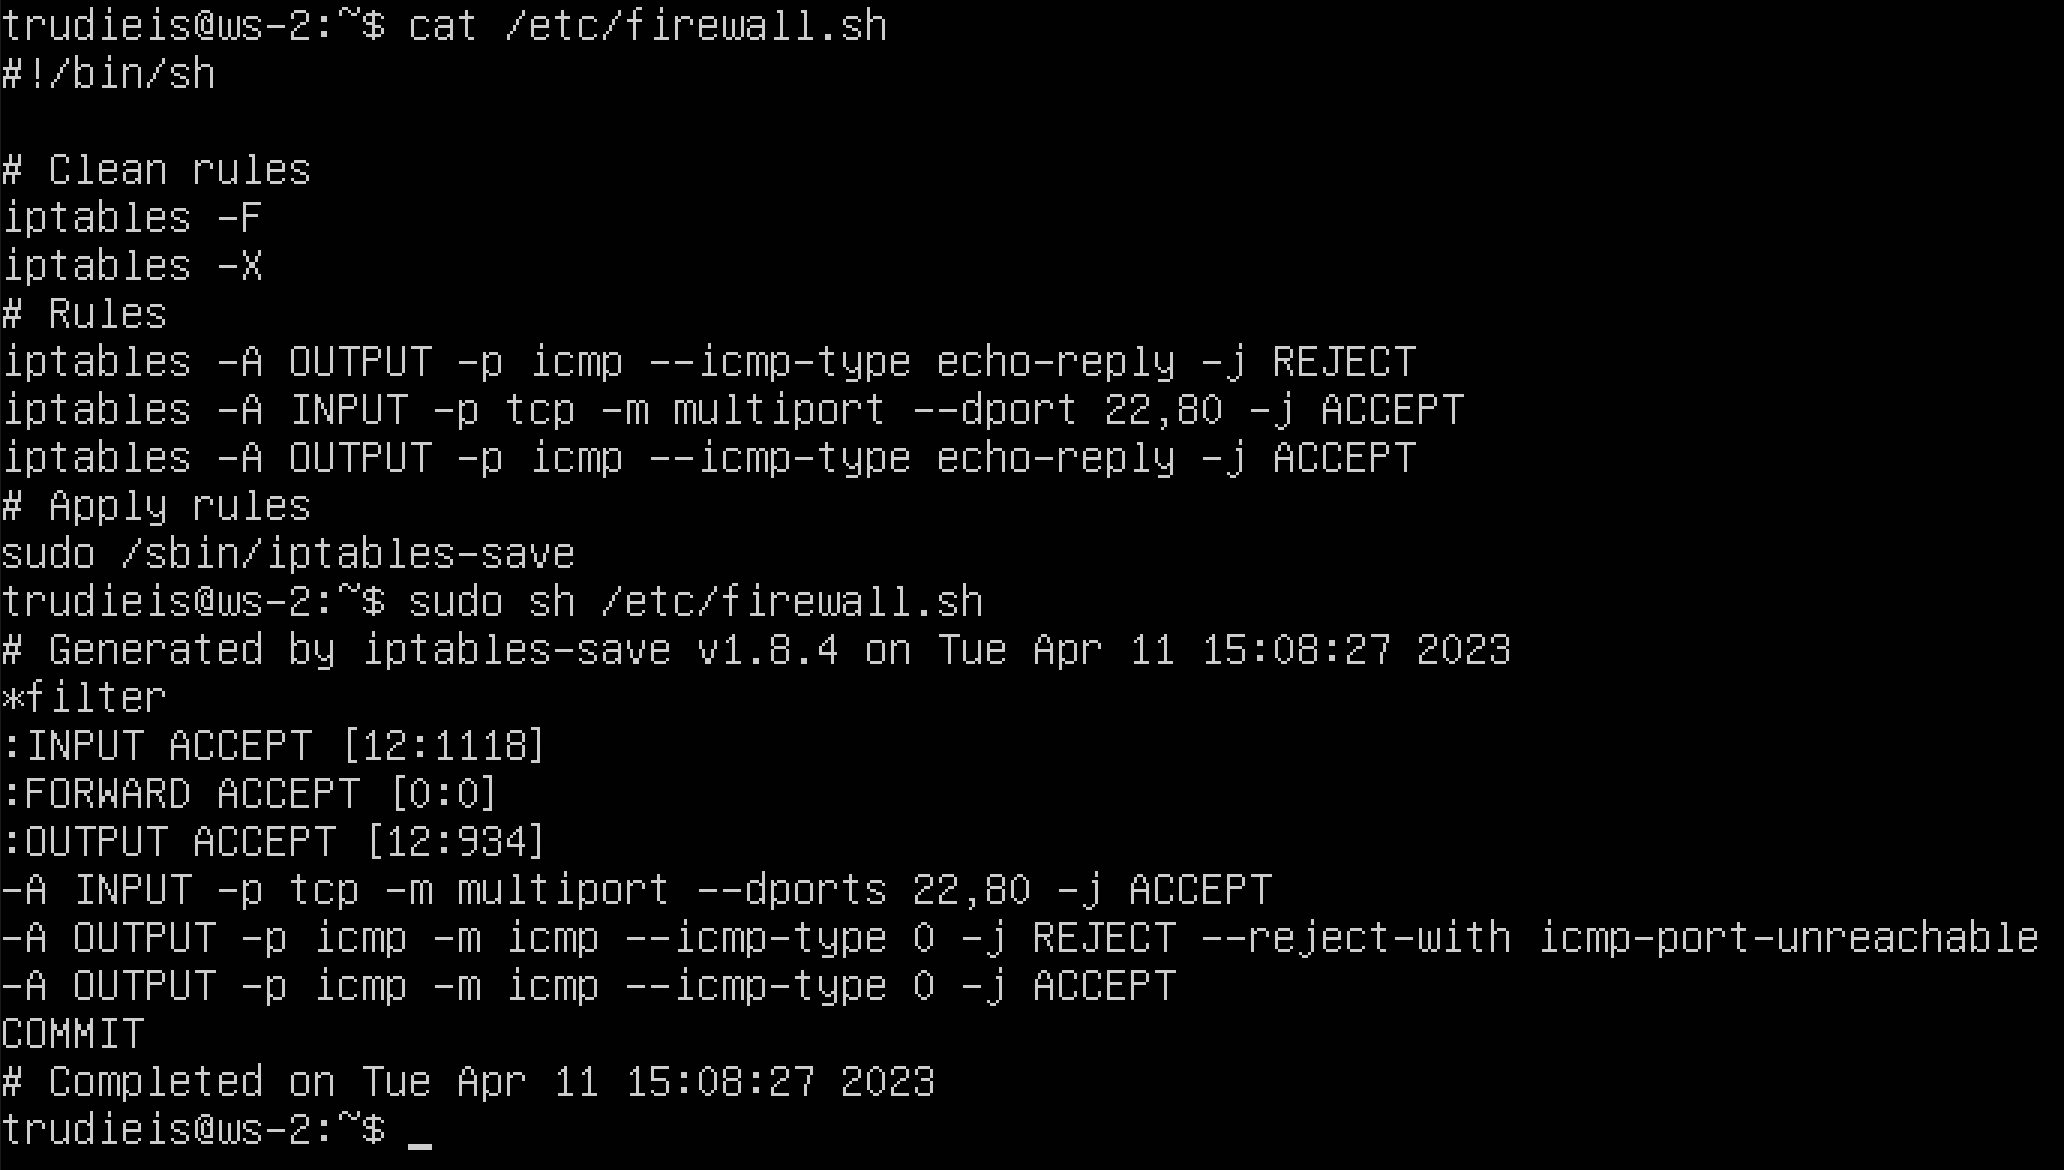 trudieis@ws-2:~$ cat /etc/firewall.sh
#!/bin/sh

# Clean rules
iptables -F
iptables -X
# Rules
iptables -A OUTPUT -p icmp --icmp-type echo-reply -j REJECT
iptables -A INPUT -p tcp -m multiport --dport 22,80 -j ACCEPT
iptables -A OUTPUT -p icmp --icmp-type echo-reply -j ACCEPT
# Apply rules
sudo /sbin/iptables-save
trudieis@ws-2:~$ sudo sh /etc/firewall.sh
# Generated by iptables-save v1.8.4 on Tue Apr 11 15:08:27 2023
*filter
:INPUT ACCEPT [12:1118]
:FORWARD ACCEPT [0:0]
:OUTPUT ACCEPT [12:934]
-A INPUT -p tcp -m multiport --dports 22,80 -j ACCEPT
-A OUTPUT -p icmp -m icmp --icmp-type 0 -j REJECT --reject-with icmp-port-unreachable
-A OUTPUT -p icmp -m icmp --icmp-type 0 -j ACCEPT
COMMIT
# Completed on Tue Apr 11 15:08:27 2023
trudieis@ws-2:~$ _